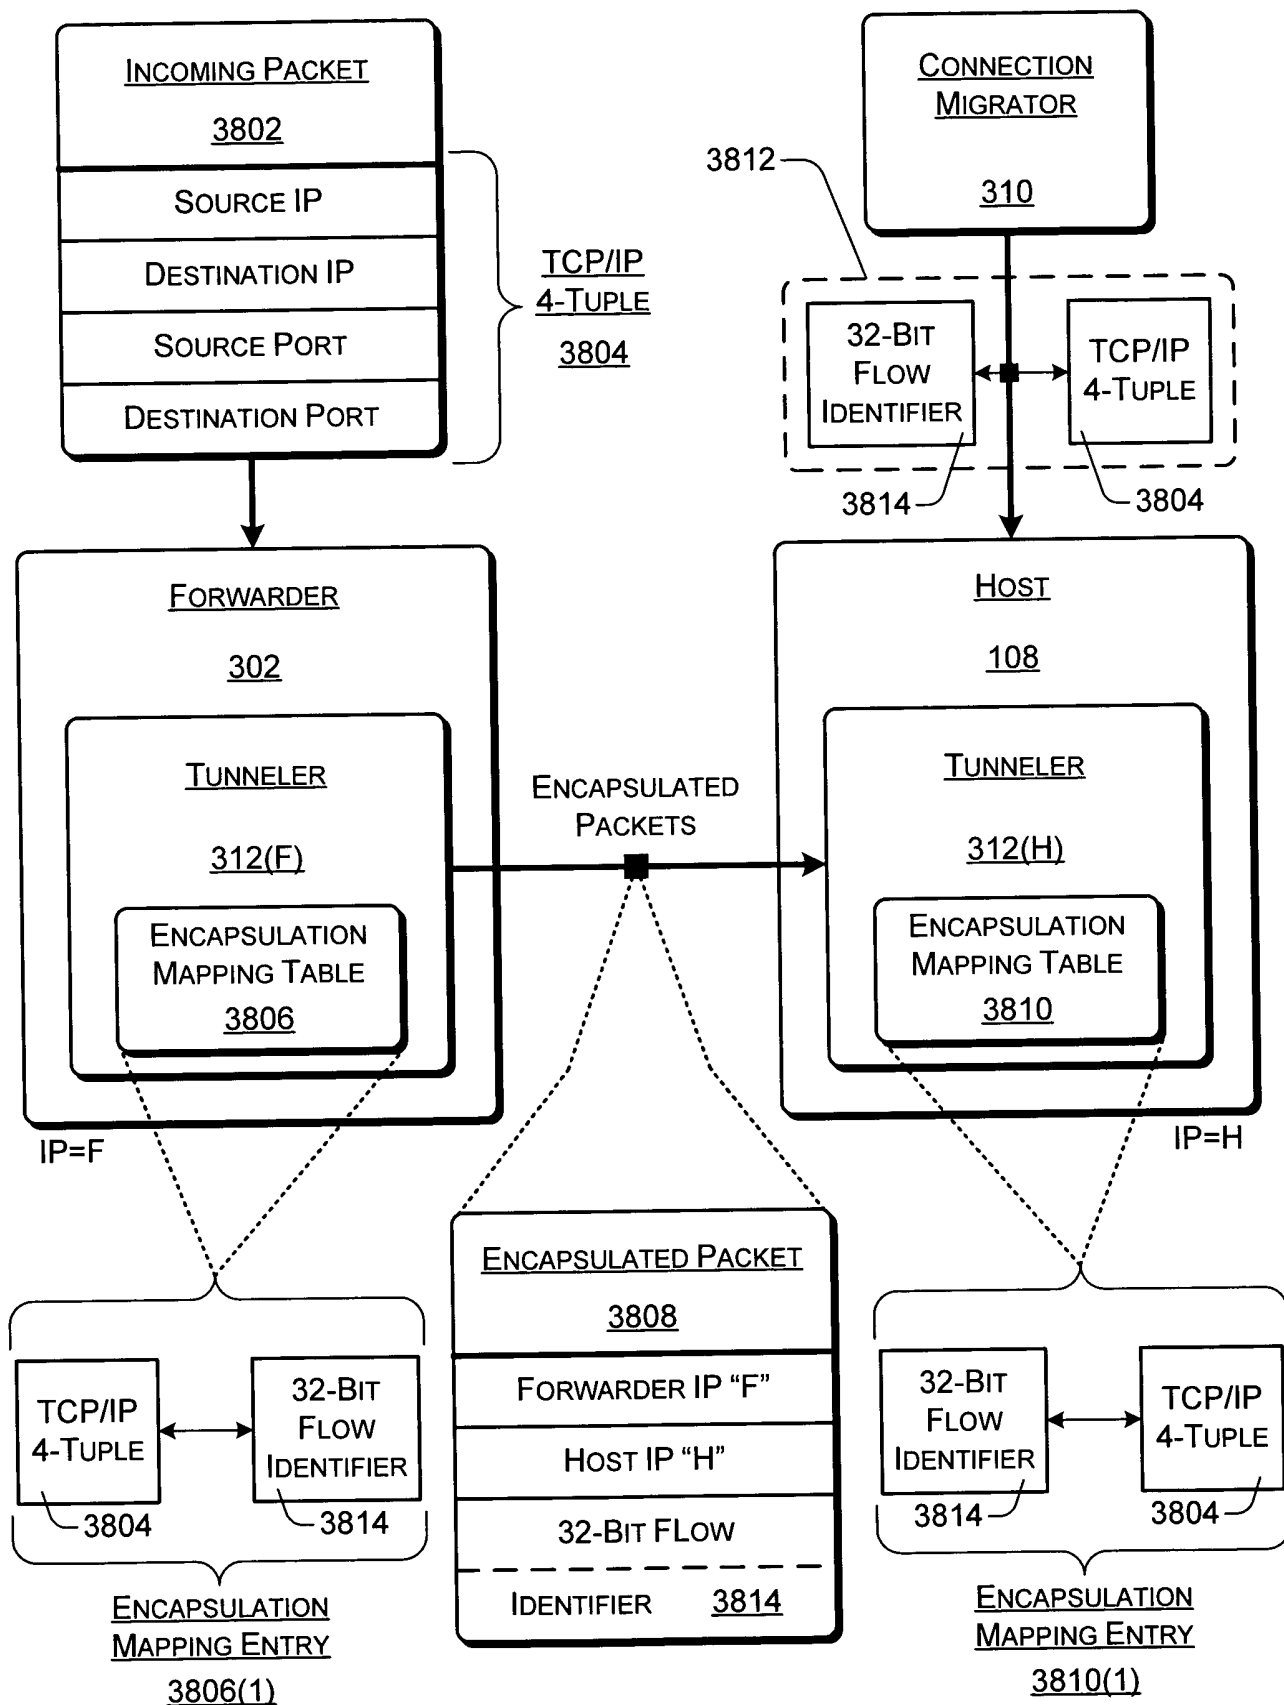 INCOMING PACKET
3802
SOURCE IP
DESTINATION IP
SOURCE PORT
DESTINATION PORT
TCP/IP
4-TUPLE
3804
CONNECTION
MIGRATOR
310
3812
32-BIT
FLOW
IDENTIFIER
TCP/IP
4-TUPLE
3814
3804
FORWARDER
302
TUNNELER
312(F)
ENCAPSULATION
MAPPING TABLE
3806
IP=F
ENCAPSULATED
PACKETS
HOST
108
TUNNELER
312(H)
ENCAPSULATION
MAPPING TABLE
3810
IP=H
TCP/IP
4-TUPLE
32-BIT
FLOW
IDENTIFIER
3804
3814
ENCAPSULATION
MAPPING ENTRY
3806(1)
ENCAPSULATED PACKET
3808
FORWARDER IP “F”
HOST IP “H”
32-BIT FLOW
IDENTIFIER 3814
32-BIT
FLOW
IDENTIFIER
TCP/IP
4-TUPLE
3814
3804
ENCAPSULATION
MAPPING ENTRY
3810(1)